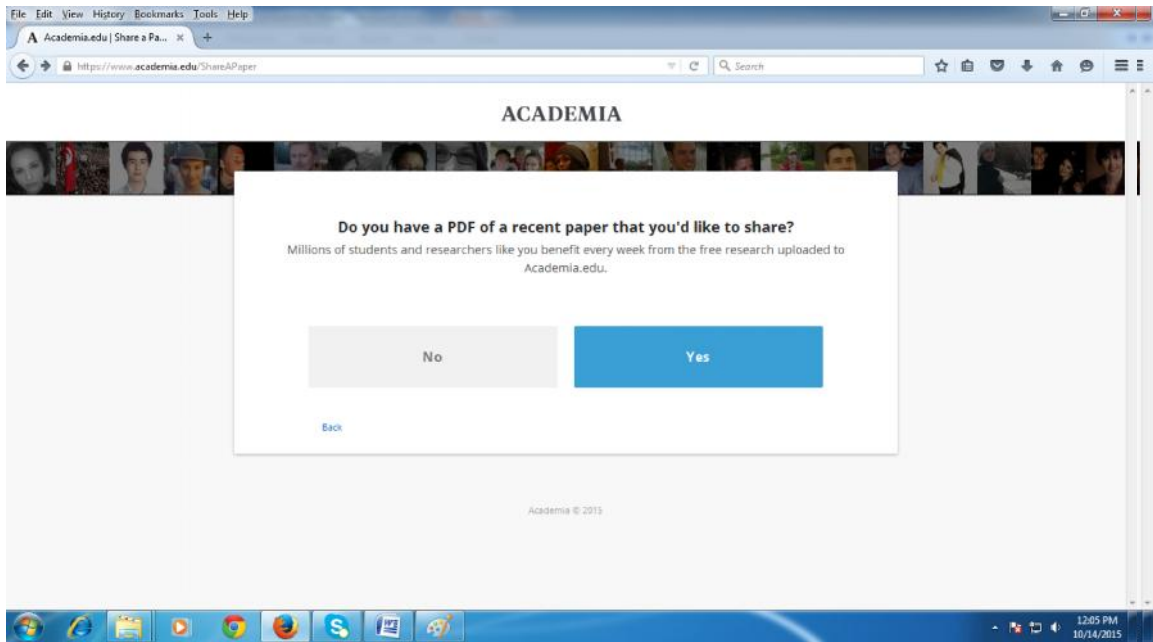 File Edit View History Bookmarks Tools Help
A Academia.edu | Share a Pa... × +
https://www.academia.edu/ShareAPaper Search
ACADEMIA
Do you have a PDF of a recent paper that you'd like to share?
Millions of students and researchers like you benefit every week from the free research uploaded to
Academia.edu.
No Yes
Back
Academia © 2015
12:05 PM
10/14/2015